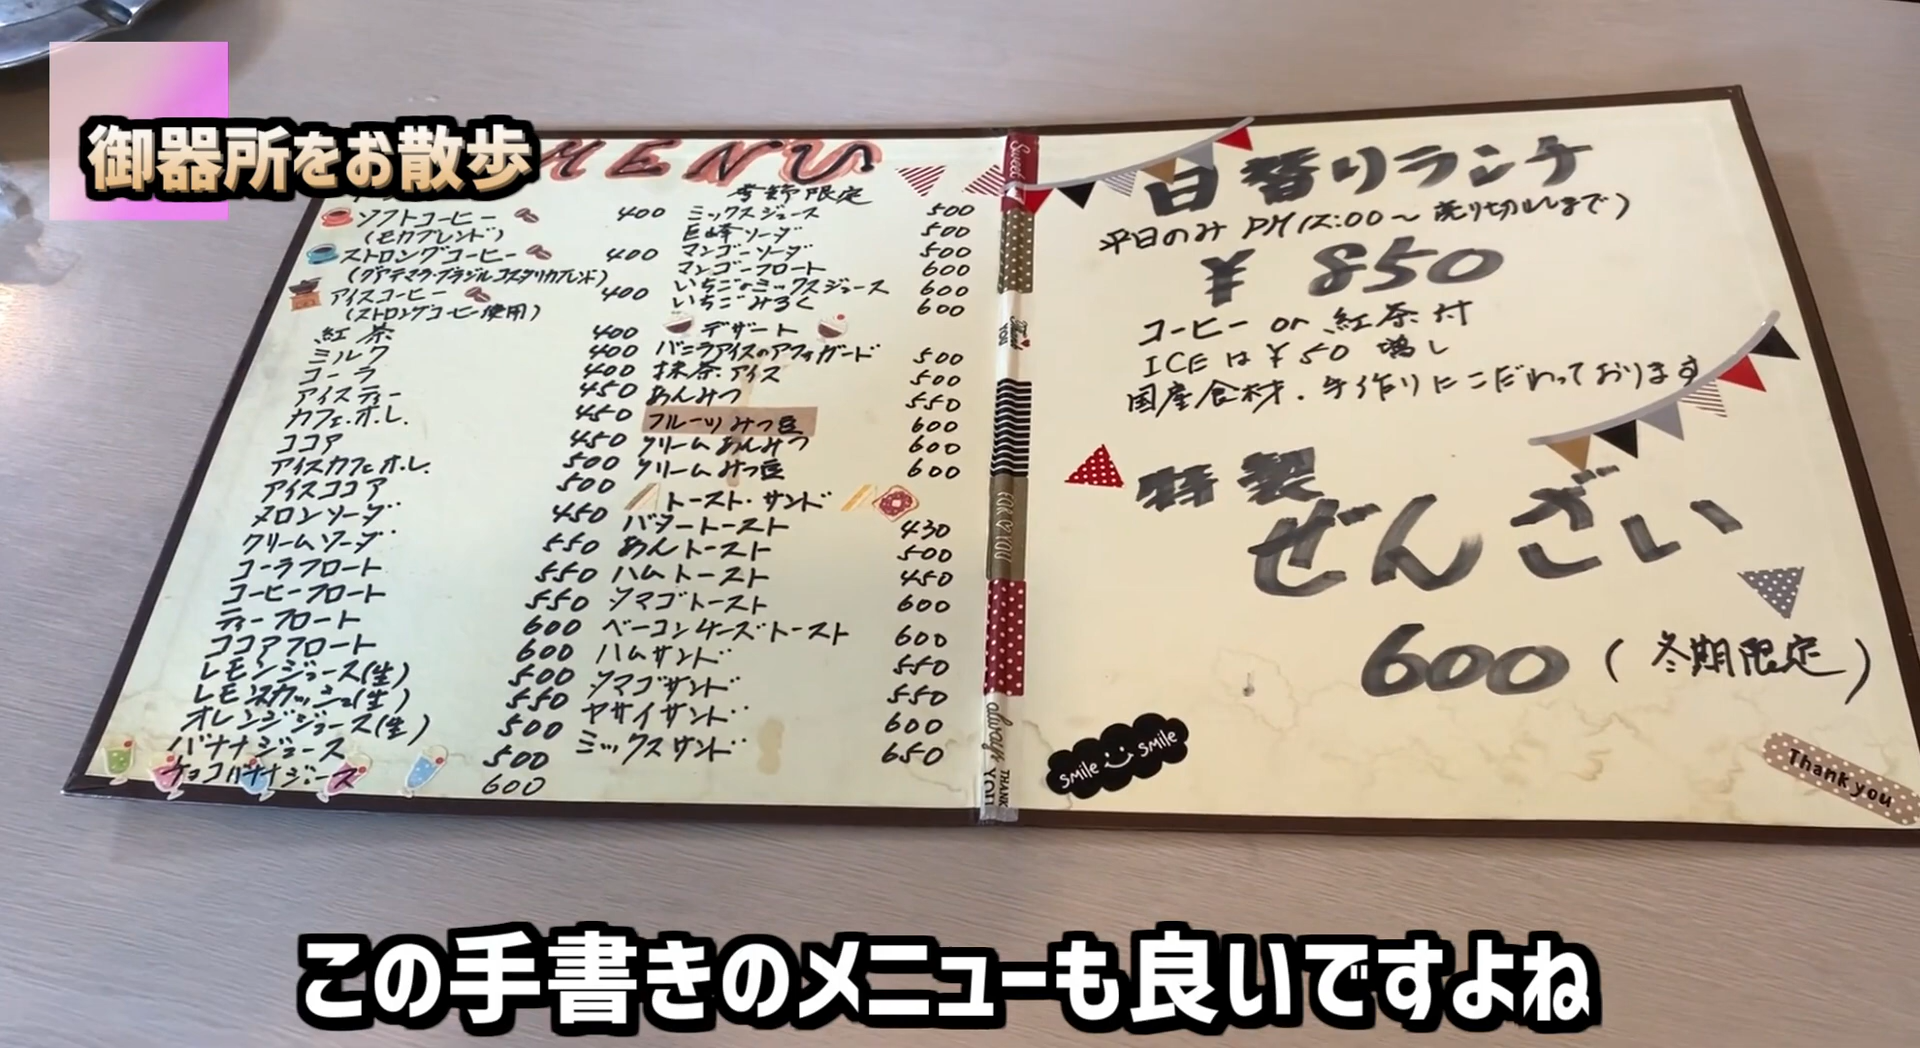 御器所をお散歩
MENU
ソフトコーヒー 400
(モカブレンド)
ストロングコーヒー 400
(グアテマラ・ブラジル・コスタリカブレンド)
アイスコーヒー 400
(ストロングコーヒー使用)
紅茶 400
ミルク 400
コーラ 400
アイスティー 450
カフェ.オ.レ. 450
ココア 450
アイスカフェ.オ.レ. 500
アイスココア 500
メロンソーダ 450
クリームソーダ 550
コーラフロート 550
コーヒーフロート 550
ティーフロート 600
ココアフロート 600
レモンジュース(生) 500
レモンスカッシュ(生) 550
オレンジジュース(生) 500
バナナジュース 500
チョコバナナジュース 600
季節限定
ミックスジュース 500
巨峰ソーダ 500
マンゴーソーダ 500
マンゴーフロート 600
いちごミックスジュース 600
いちごみるく 600
デザート
バニラアイスのアフォガード 500
抹茶アイス 500
あんみつ 550
フルーツみつ豆 600
クリームあんみつ 600
クリームみつ豆 600
トースト・サンド
バタートースト 430
あんトースト 500
ハムトースト 450
タマゴトースト 600
ベーコンチーズトースト 600
ハムサンド 550
タマゴサンド 550
ヤサイサンド 600
ミックスサンド 650
Sweet
THANK YOU
FOR YOU
always
THANK YOU
日替りランチ
平日のみ PM12:00〜売り切れまで)
¥850
コーヒー or 紅茶付
ICEは¥50増し
国産食材.手作りにこだわっております
特製
ぜんざい
600(冬期限定)
smile smile
Thank you
この手書きのメニューも良いですよね